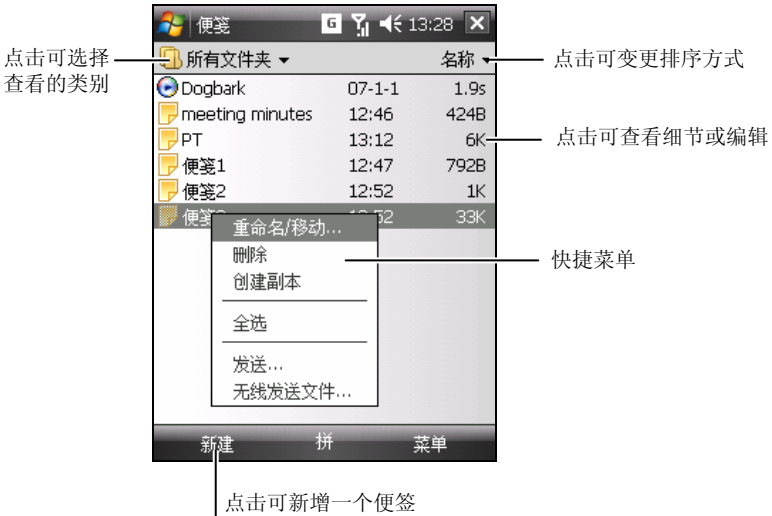 便笺 G 13:28
点击可选择
查看的类别
所有文件夹 名称
点击可变更排序方式
Dogbark 07-1-1 1.9s
meeting minutes 12:46 424B
PT 13:12 6K
点击可查看细节或编辑
便笺1 12:47 792B
便笺2 12:52 1K
便笺 52 33K
重命名/移动...
删除
快捷菜单
创建副本
全选
发送...
无线发送文件...
新建 拼 菜单
点击可新增一个便签